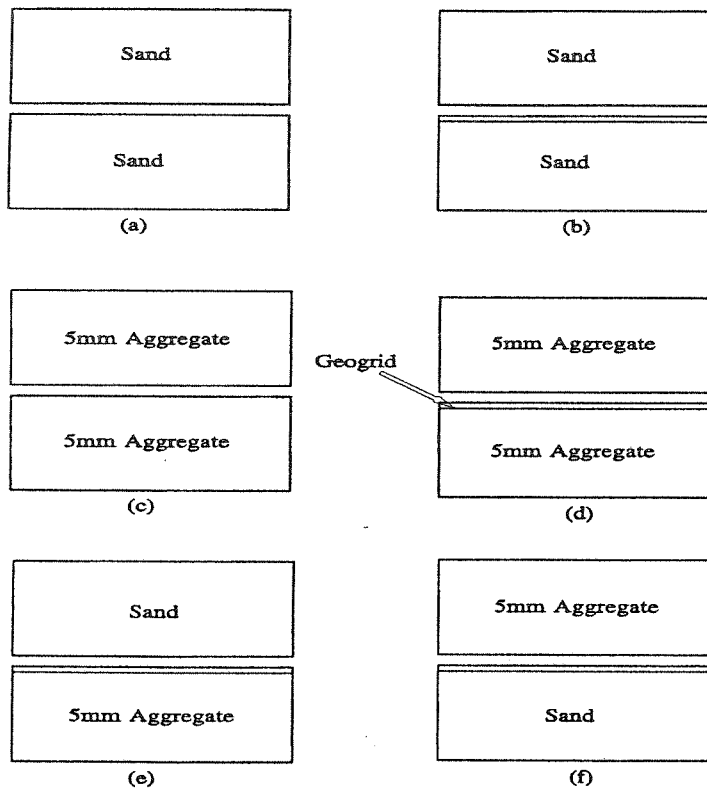 Sand
Sand
(a)
Sand
Sand
(b)
5mm Aggregate
5mm Aggregate
(c)
Geogrid
5mm Aggregate
5mm Aggregate
(d)
Sand
5mm Aggregate
(e)
5mm Aggregate
Sand
(f)